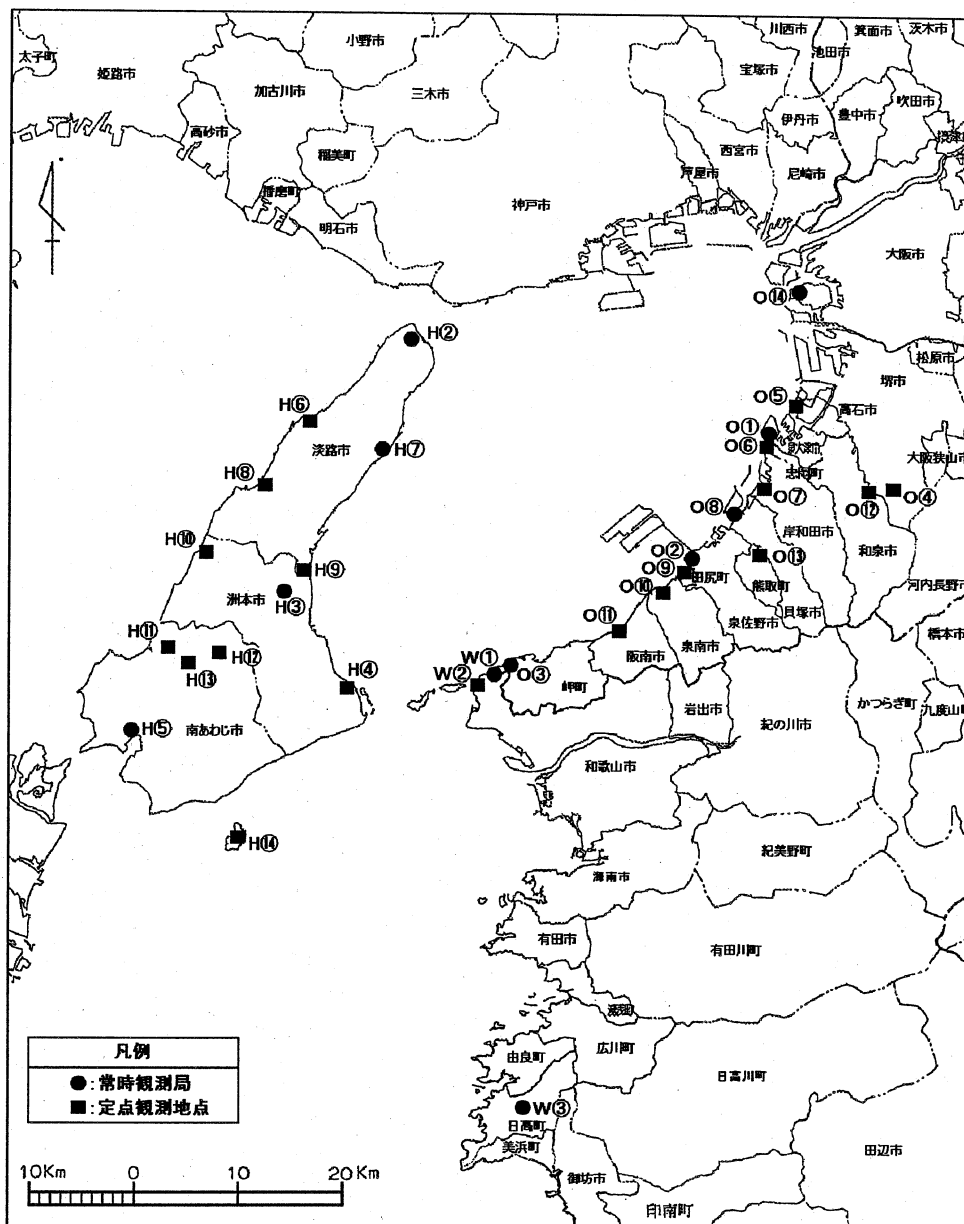 太子町
姫路市
小野市
加古川市
三木市
高砂市
稲美町
播磨町
明石市
神戸市
川西市
池田市
箕面市
茨木市
宝塚市
伊丹市
豊中市
吹田市
西宮市
芦屋市
尼崎市
大阪市
O⑭
松原市
堺市
H②
H⑥
O⑤
高石市
淡路市
H⑦
O①
O⑥
忠岡町
大阪狭山市
H⑧
O⑦
O⑫
O④
O⑧
岸和田市
和泉市
H⑩
H⑨
O②
O⑨
田尻町
O⑬
熊取町
河内長野市
洲本市
H③
O⑩
貝塚市
泉佐野市
橋本市
H⑪
H⑫
H⑬
O⑪
阪南市
泉南市
W①
W②
O③
岬町
H④
岩出市
紀の川市
かつらぎ町
九度山町
H⑤
南あわじ市
和歌山市
H⑭
紀美野町
海南市
有田市
有田川町
湯浅町
広川町
由良町
日高川町
W③
日高町
美浜町
御坊市
田辺市
印南町
凡例
●:常時観測局
■:定点観測地点
10Km 0 10 20Km